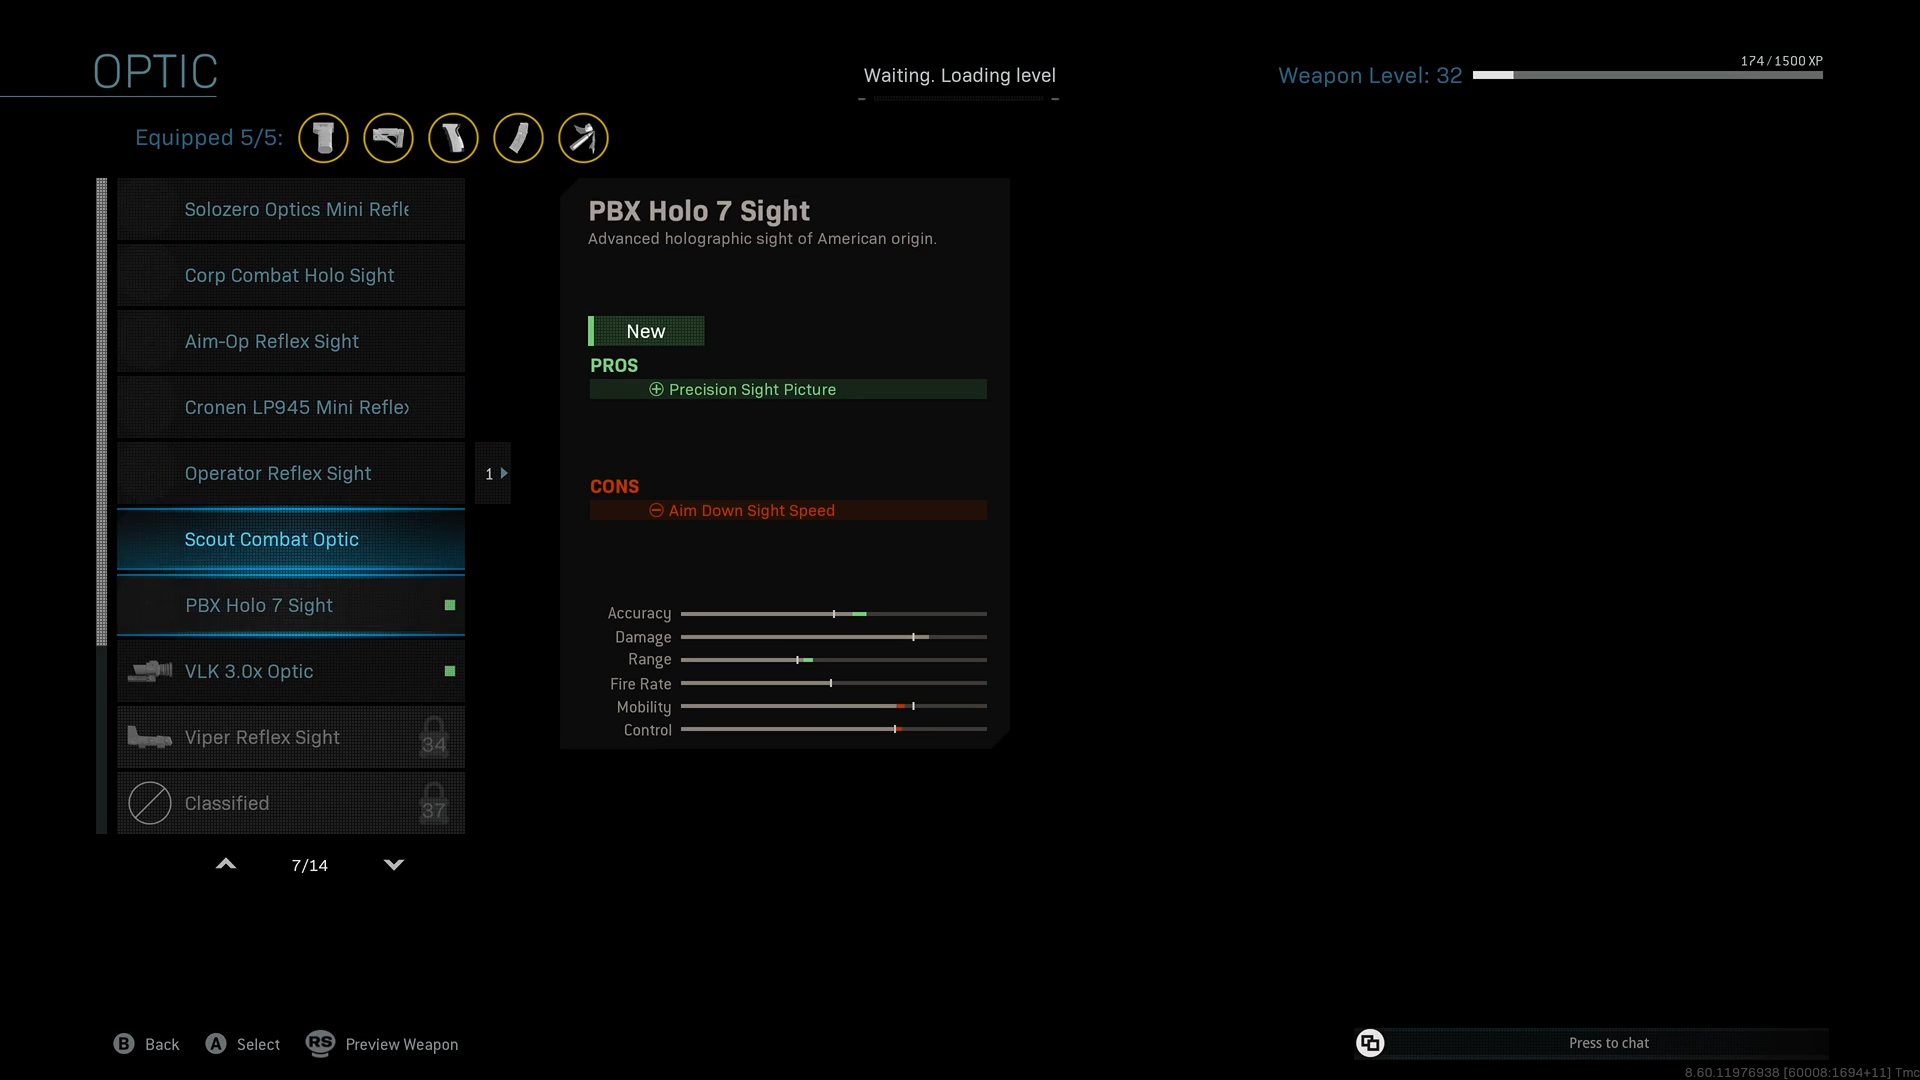 OPTIC
Waiting. Loading level
Weapon Level: 32
174 / 1500 XP
Equipped 5/5:
Solozero Optics Mini Refle
Corp Combat Holo Sight
Aim-Op Reflex Sight
Cronen LP945 Mini Reflex
Operator Reflex Sight
1
Scout Combat Optic
PBX Holo 7 Sight
VLK 3.0x Optic
Viper Reflex Sight
34
Classified
37
7/14
PBX Holo 7 Sight
Advanced holographic sight of American origin.
New
PROS
Precision Sight Picture
CONS
Aim Down Sight Speed
Accuracy
Damage
Range
Fire Rate
Mobility
Control
B Back
A Select
RS Preview Weapon
Press to chat
8.60.11976938 [60008:1694+11] Tmc